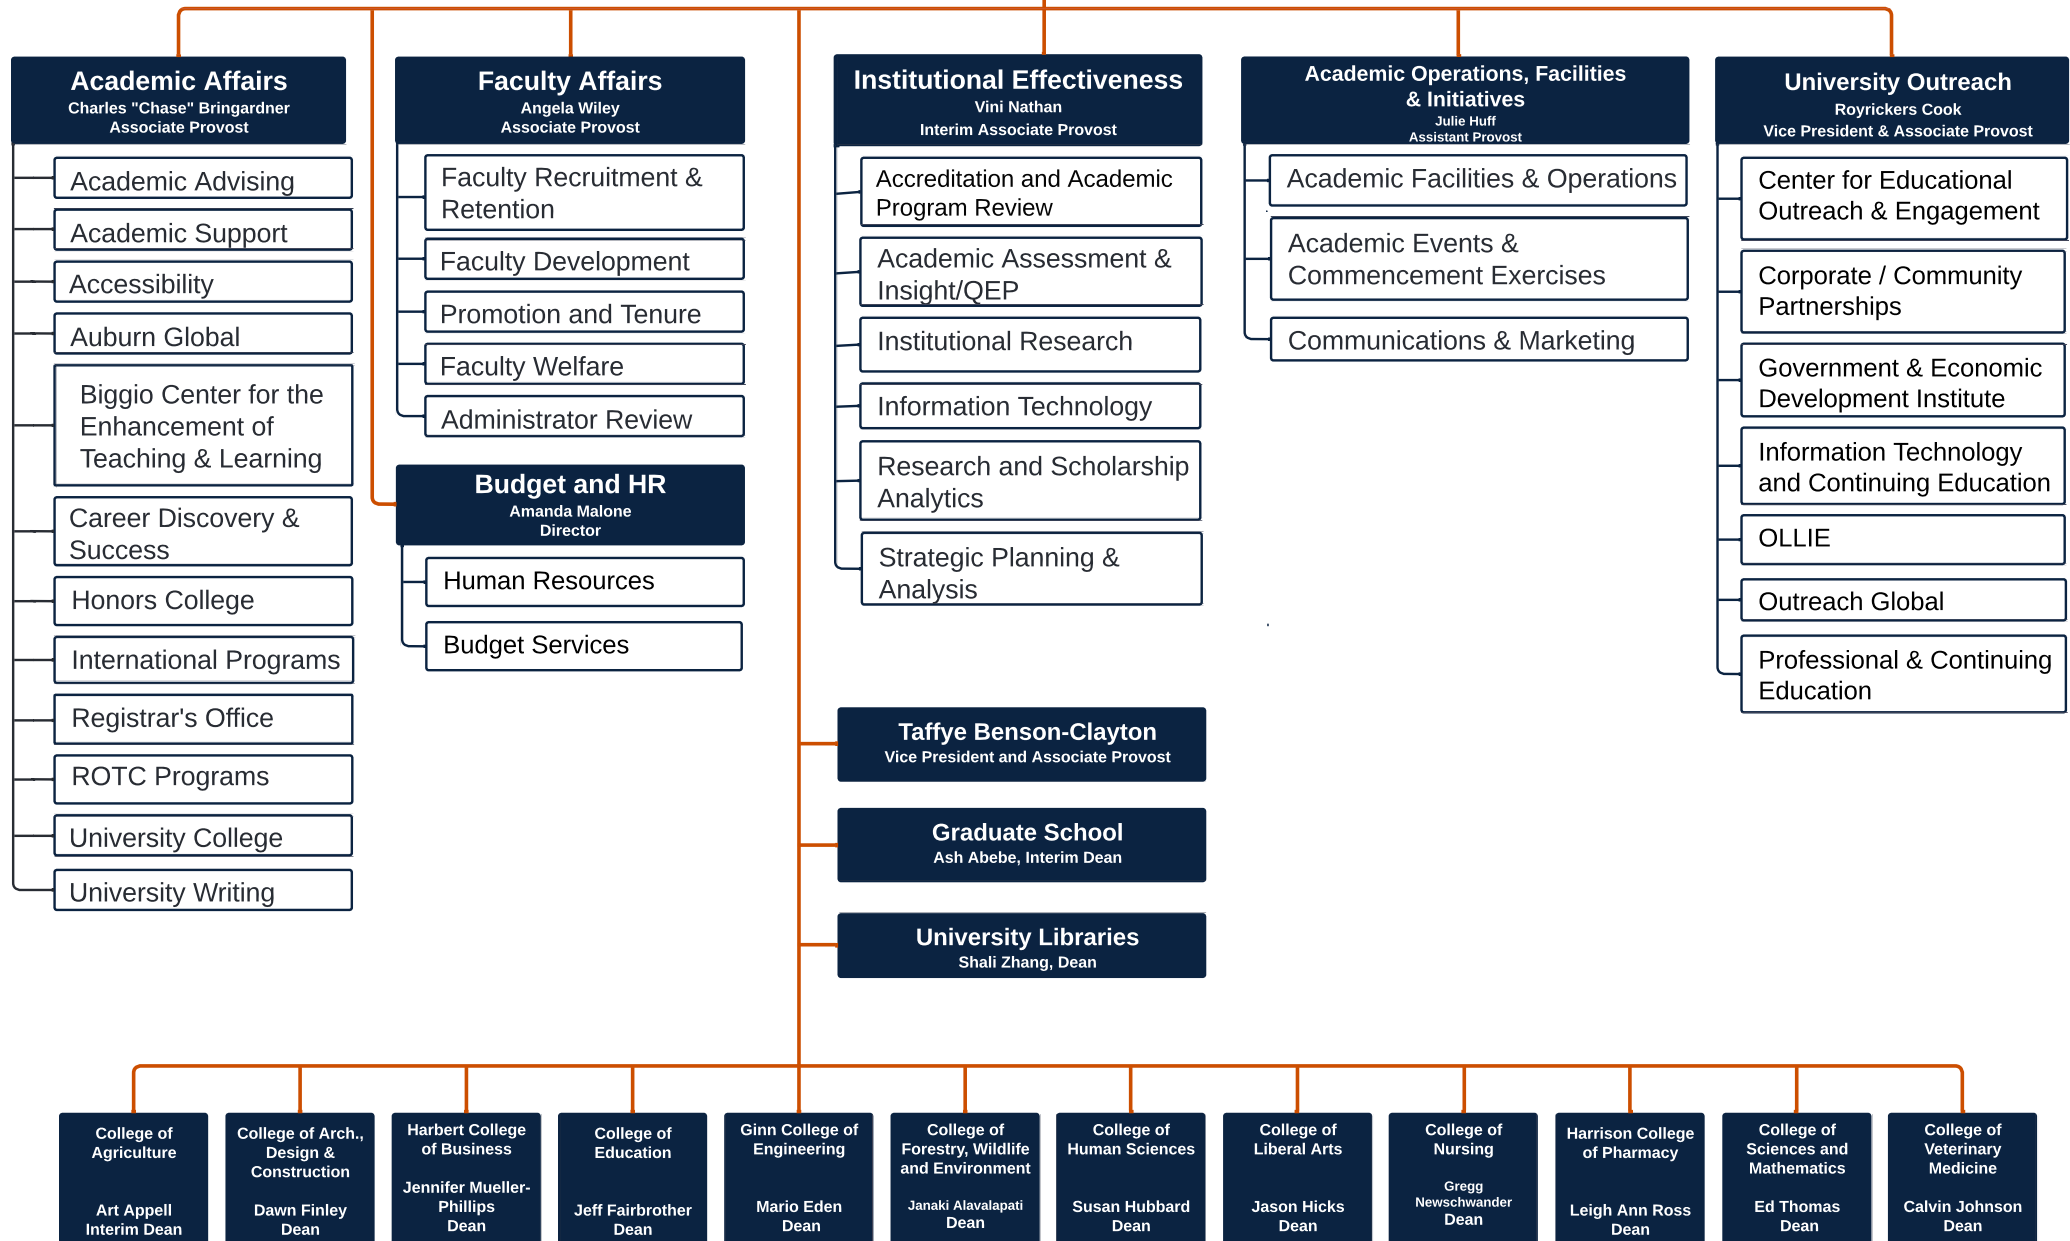 Academic Affairs
Charles "Chase" Bringardner
Associate Provost
Academic Advising
Academic Support
Accessibility
Auburn Global
Biggio Center for the
Enhancement of
Teaching & Learning
Career Discovery &
Success
Honors College
International Programs
Registrar's Office
ROTC Programs
University College
University Writing
Faculty Affairs
Angela Wiley
Associate Provost
Faculty Recruitment &
Retention
Faculty Development
Promotion and Tenure
Faculty Welfare
Administrator Review
Budget and HR
Amanda Malone
Director
Human Resources
Budget Services
Institutional Effectiveness
Vini Nathan
Interim Associate Provost
Accreditation and Academic
Program Review
Academic Assessment &
Insight/QEP
Institutional Research
Information Technology
Research and Scholarship
Analytics
Strategic Planning &
Analysis
Academic Operations, Facilities
& Initiatives
Julie Huff
Assistant Provost
Academic Facilities & Operations
Academic Events &
Commencement Exercises
Communications & Marketing
University Outreach
Royrickers Cook
Vice President & Associate Provost
Center for Educational
Outreach & Engagement
Corporate / Community
Partnerships
Government & Economic
Development Institute
Information Technology
and Continuing Education
OLLIE
Outreach Global
Professional & Continuing
Education
Taffye Benson-Clayton
Vice President and Associate Provost
Graduate School
Ash Abebe, Interim Dean
University Libraries
Shali Zhang, Dean
College of
Agriculture
Art Appell
Interim Dean
College of Arch.,
Design &
Construction
Dawn Finley
Dean
Harbert College
of Business
Jennifer Mueller-
Phillips
Dean
College of
Education
Jeff Fairbrother
Dean
Ginn College of
Engineering
Mario Eden
Dean
College of
Forestry, Wildlife
and Environment
Janaki Alavalapati
Dean
College of
Human Sciences
Susan Hubbard
Dean
College of
Liberal Arts
Jason Hicks
Dean
College of
Nursing
Gregg
Newschwander
Dean
Harrison College
of Pharmacy
Leigh Ann Ross
Dean
College of
Sciences and
Mathematics
Ed Thomas
Dean
College of
Veterinary
Medicine
Calvin Johnson
Dean